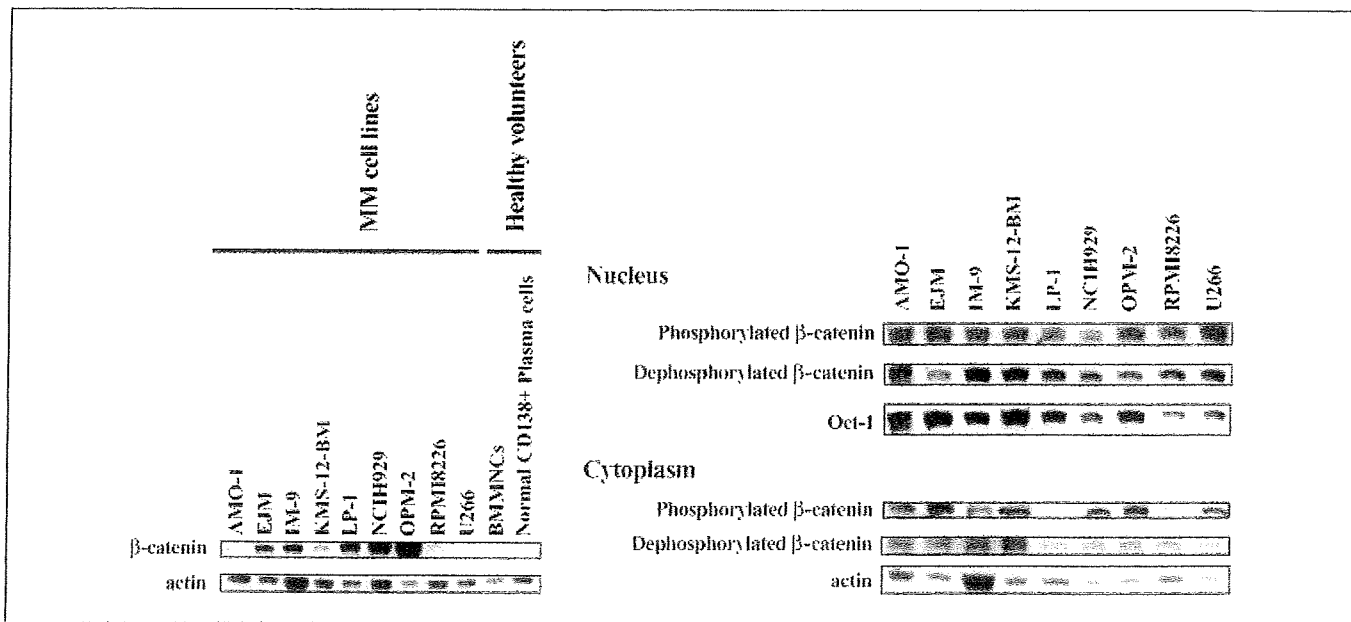 MM cell lines
Healthy volunteers
AMO-1
EJM
IM-9
KMS-12-BM
LP-1
NCIH929
OPM-2
RPMI8226
U266
BMMNCs
Normal CD138+ Plasma cells
β-catenin
actin
Nucleus
AMO-1
EJM
IM-9
KMS-12-BM
LP-1
NCIH929
OPM-2
RPMI8226
U266
Phosphorylated β-catenin
Dephosphorylated β-catenin
Oct-1
Cytoplasm
Phosphorylated β-catenin
Dephosphorylated β-catenin
actin